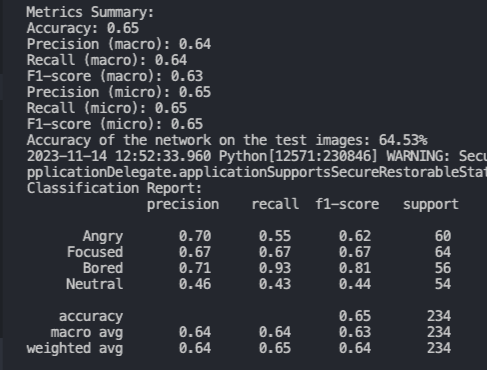 Metrics Summary:
Accuracy: 0.65
Precision (macro): 0.64
Recall (macro): 0.64
F1-score (macro): 0.63
Precision (micro): 0.65
Recall (micro): 0.65
F1-score (micro): 0.65
Accuracy of the network on the test images: 64.53%
2023-11-14 12:52:33.960 Python[12571:230846] WARNING: Secu
pplicationDelegate.applicationSupportsSecureRestorableStat
Classification Report:
precision recall f1-score support
Angry 0.70 0.55 0.62 60
Focused 0.67 0.67 0.67 64
Bored 0.71 0.93 0.81 56
Neutral 0.46 0.43 0.44 54
accuracy 0.65 234
macro avg 0.64 0.64 0.63 234
weighted avg 0.64 0.65 0.64 234